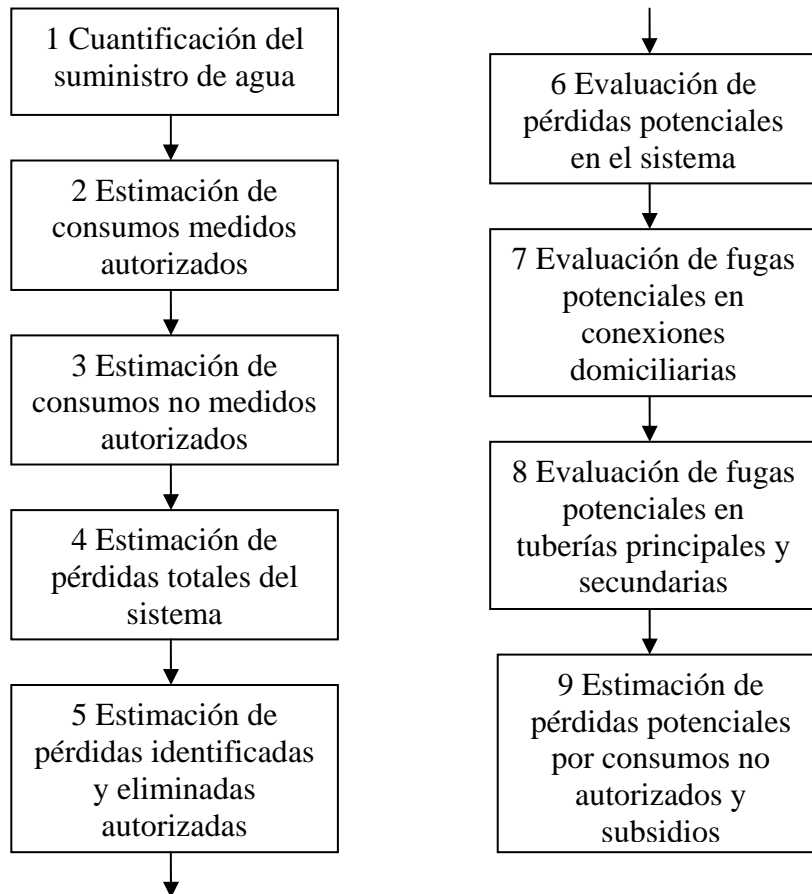 1 Cuantificación del
suministro de agua
2 Estimación de
consumos medidos
autorizados
3 Estimación de
consumos no medidos
autorizados
4 Estimación de
pérdidas totales del
sistema
5 Estimación de
pérdidas identificadas
y eliminadas
autorizadas
6 Evaluación de
pérdidas potenciales
en el sistema
7 Evaluación de fugas
potenciales en
conexiones
domiciliarias
8 Evaluación de fugas
potenciales en
tuberías principales y
secundarias
9 Estimación de
pérdidas potenciales
por consumos no
autorizados y
subsidios